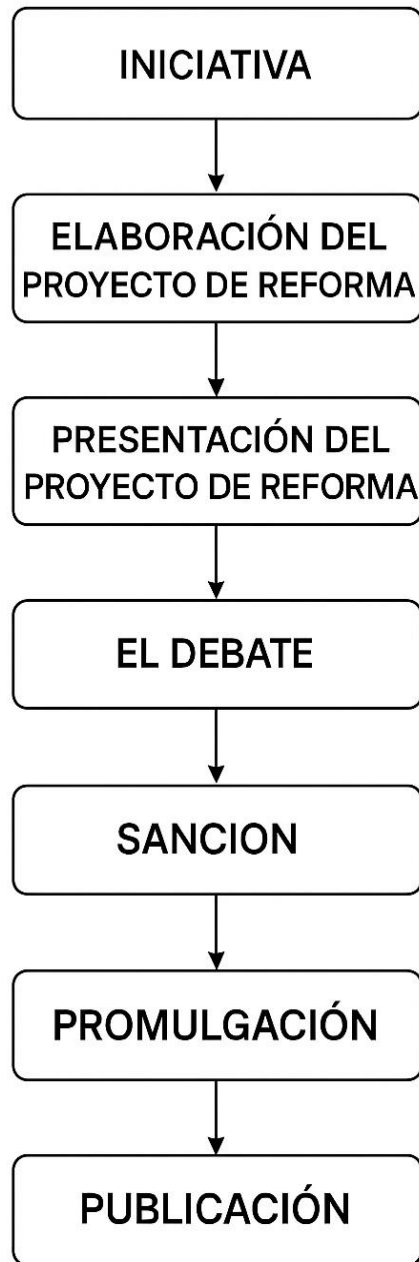 INICIATIVA
ELABORACIÓN DEL
PROYECTO DE REFORMA
PRESENTACIÓN DEL
PROYECTO DE REFORMA
EL DEBATE
SANCION
PROMULGACIÓN
PUBLICACIÓN